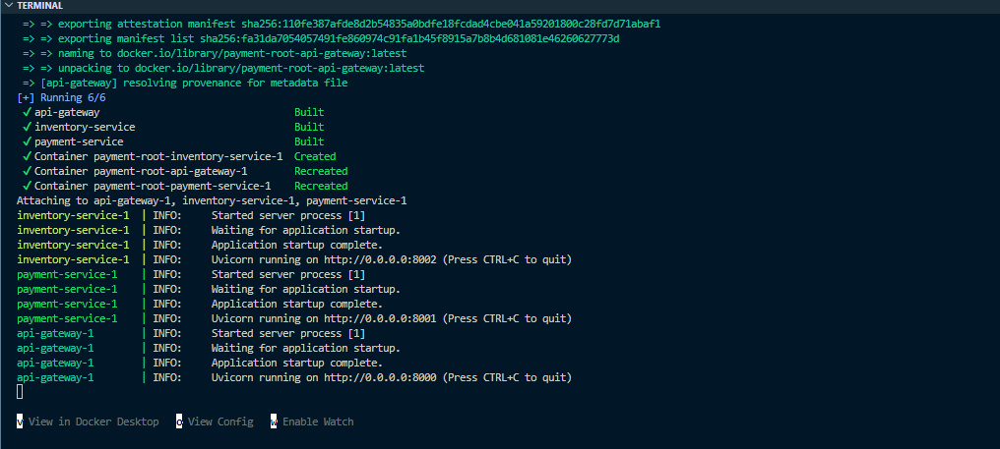 TERMINAL
=> => exporting attestation manifest sha256:110fe387afde8d2b54835a0bdfe18fcdad4cbe041a59201800c28fd7d71abaf1
=> => exporting manifest list sha256:fa31da7054057491fe860974c91fa1b45f8915a7b8b4d681081e46260627773d
=> => naming to docker.io/library/payment-root-api-gateway:latest
=> => unpacking to docker.io/library/payment-root-api-gateway:latest
=> [api-gateway] resolving provenance for metadata file
[+] Running 6/6
✔ api-gateway Built
✔ inventory-service Built
✔ payment-service Built
✔ Container payment-root-inventory-service-1 Created
✔ Container payment-root-api-gateway-1 Recreated
✔ Container payment-root-payment-service-1 Recreated
Attaching to api-gateway-1, inventory-service-1, payment-service-1
inventory-service-1 | INFO: Started server process [1]
inventory-service-1 | INFO: Waiting for application startup.
inventory-service-1 | INFO: Application startup complete.
inventory-service-1 | INFO: Uvicorn running on http://0.0.0.0:8002 (Press CTRL+C to quit)
payment-service-1 | INFO: Started server process [1]
payment-service-1 | INFO: Waiting for application startup.
payment-service-1 | INFO: Application startup complete.
payment-service-1 | INFO: Uvicorn running on http://0.0.0.0:8001 (Press CTRL+C to quit)
api-gateway-1 | INFO: Started server process [1]
api-gateway-1 | INFO: Waiting for application startup.
api-gateway-1 | INFO: Application startup complete.
api-gateway-1 | INFO: Uvicorn running on http://0.0.0.0:8000 (Press CTRL+C to quit)
v View in Docker Desktop o View Config w Enable Watch